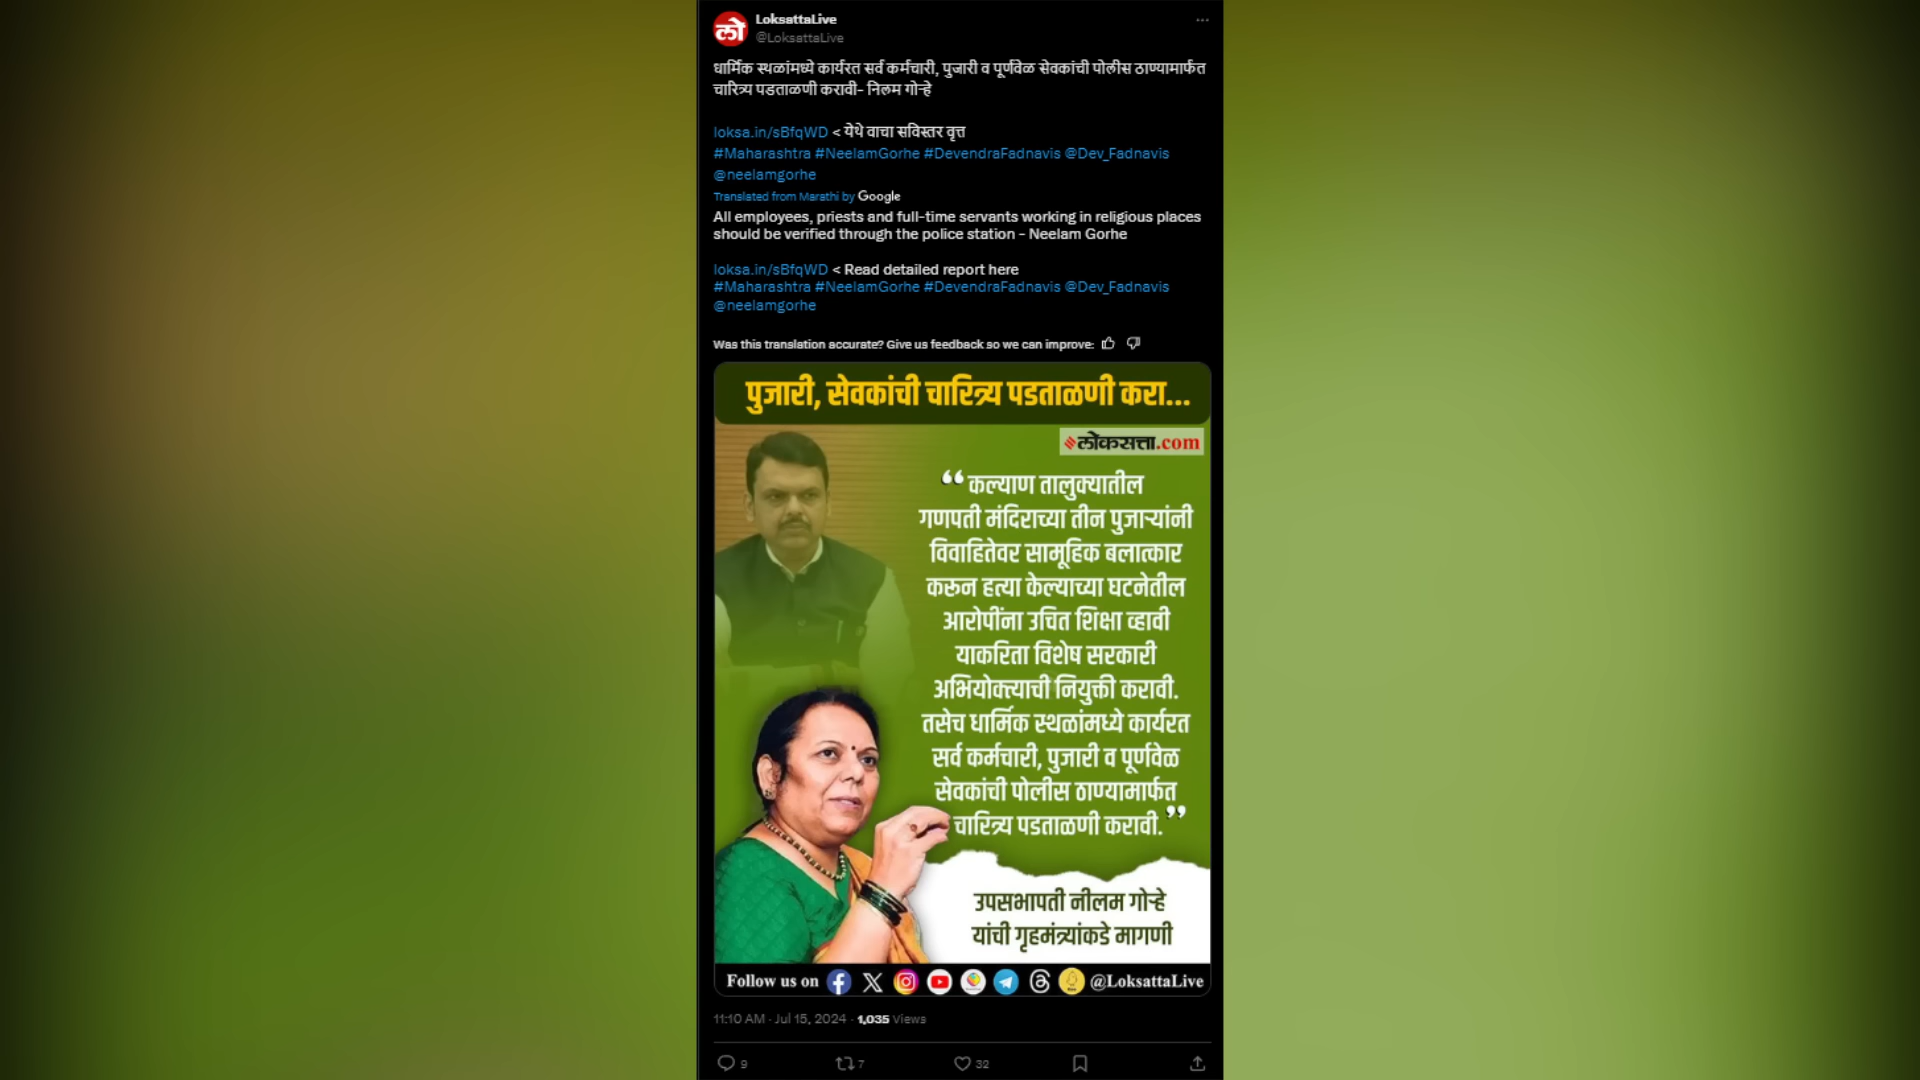 लो
LoksattaLive
@LoksattaLive
धार्मिक स्थळांमध्ये कार्यरत सर्व कर्मचारी, पुजारी व पूर्णवेळ सेवकांची पोलीस ठाण्यामार्फत
चारित्र्य पडताळणी करावी- निलम गोऱ्हे
loksa.in/sBfqWD < येथे वाचा सविस्तर वृत्त
#Maharashtra #NeelamGorhe #DevendraFadnavis @Dev_Fadnavis
@neelamgorhe
Translated from Marathi by Google
All employees, priests and full-time servants working in religious places
should be verified through the police station - Neelam Gorhe
loksa.in/sBfqWD < Read detailed report here
#Maharashtra #NeelamGorhe #DevendraFadnavis @Dev_Fadnavis
@neelamgorhe
Was this translation accurate? Give us feedback so we can improve:
पुजारी, सेवकांची चारित्र्य पडताळणी करा...
लोकसत्ता.com
“कल्याण तालुक्यातील
गणपती मंदिराच्या तीन पुजाऱ्यांनी
विवाहितेवर सामूहिक बलात्कार
करून हत्या केल्याच्या घटनेतील
आरोपींना उचित शिक्षा व्हावी
याकरिता विशेष सरकारी
अभियोक्त्याची नियुक्ती करावी.
तसेच धार्मिक स्थळांमध्ये कार्यरत
सर्व कर्मचारी, पुजारी व पूर्णवेळ
सेवकांची पोलीस ठाण्यामार्फत
चारित्र्य पडताळणी करावी.”
उपसभापती नीलम गोऱ्हे
यांची गृहमंत्र्यांकडे मागणी
Follow us on @LoksattaLive
11:10 AM · Jul 15, 2024 · 1,035 Views
9 7 32